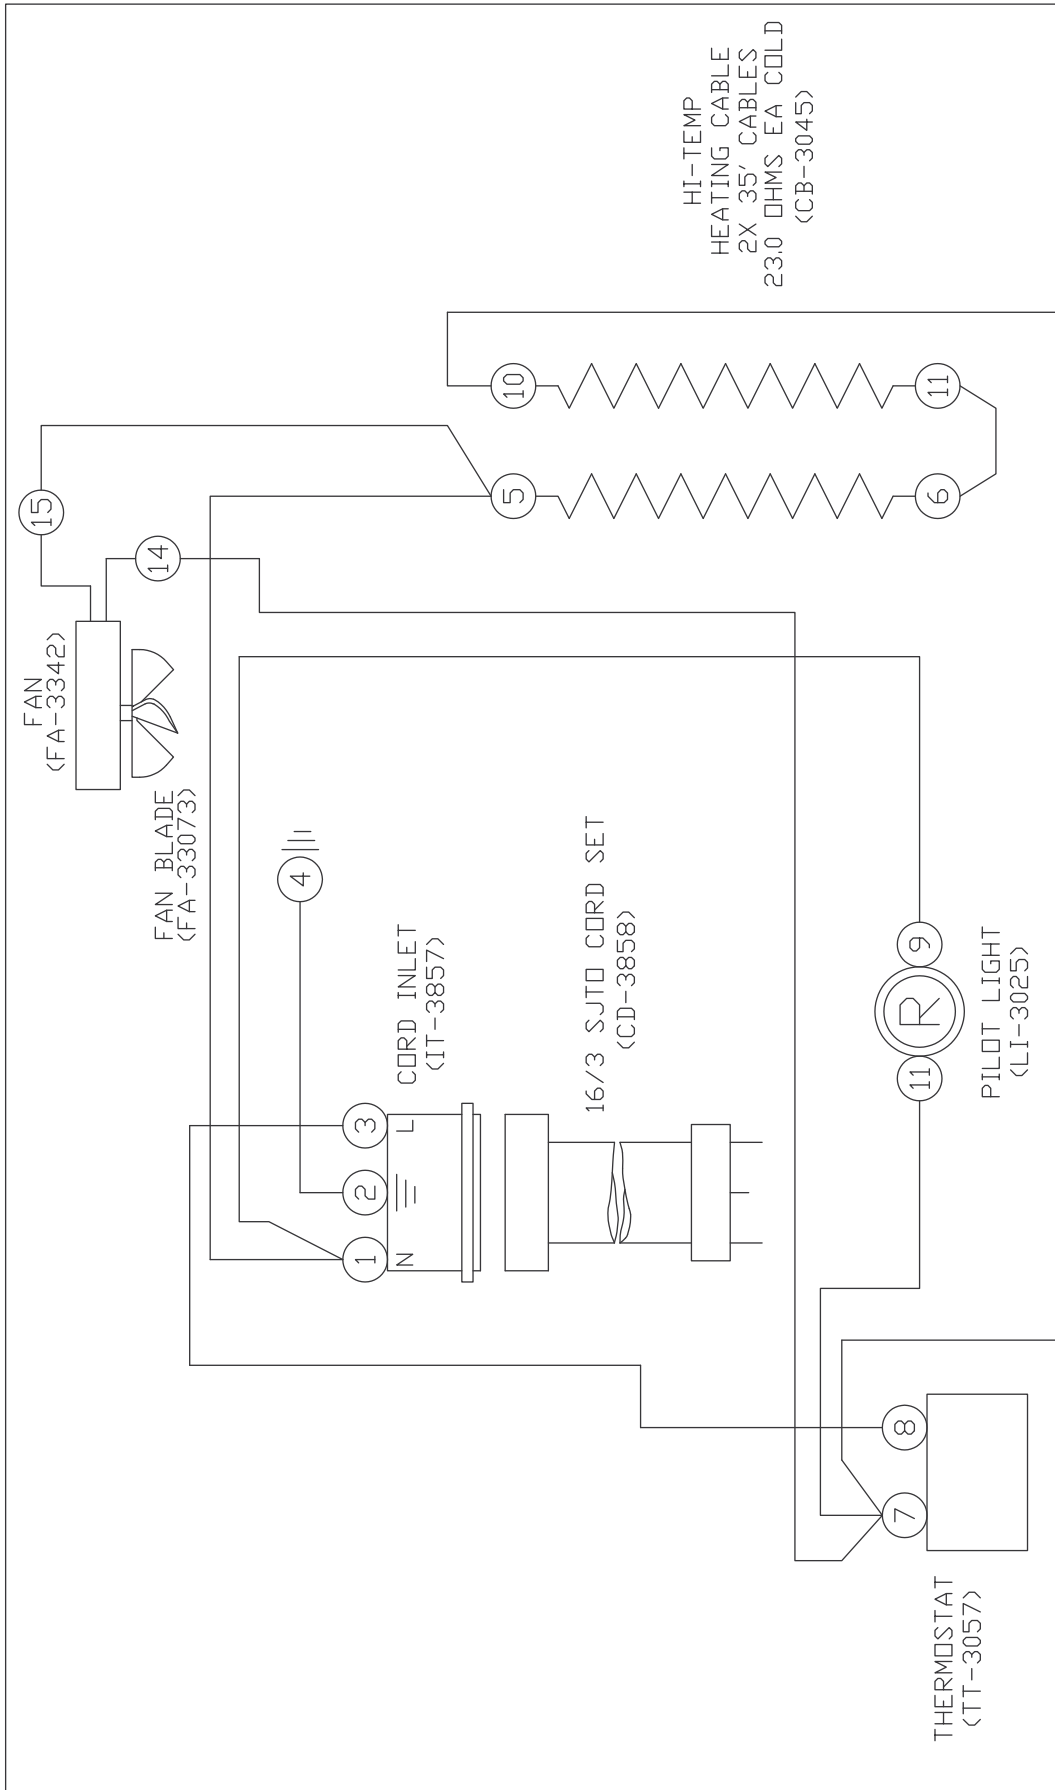 FAN
(FA-3342)
15
14
FAN BLADE
(FA-33073)
4
HI-TEMP
HEATING CABLE
2X 35' CABLES
23.0 OHMS EA COLD
(CB-3045)
5
10
6
11
CORD INLET
(IT-3857)
1
2
3
N
L
16/3 SJTO CORD SET
(CD-3858)
11
R
9
PILOT LIGHT
(LI-3025)
7
8
THERMOSTAT
(TT-3057)